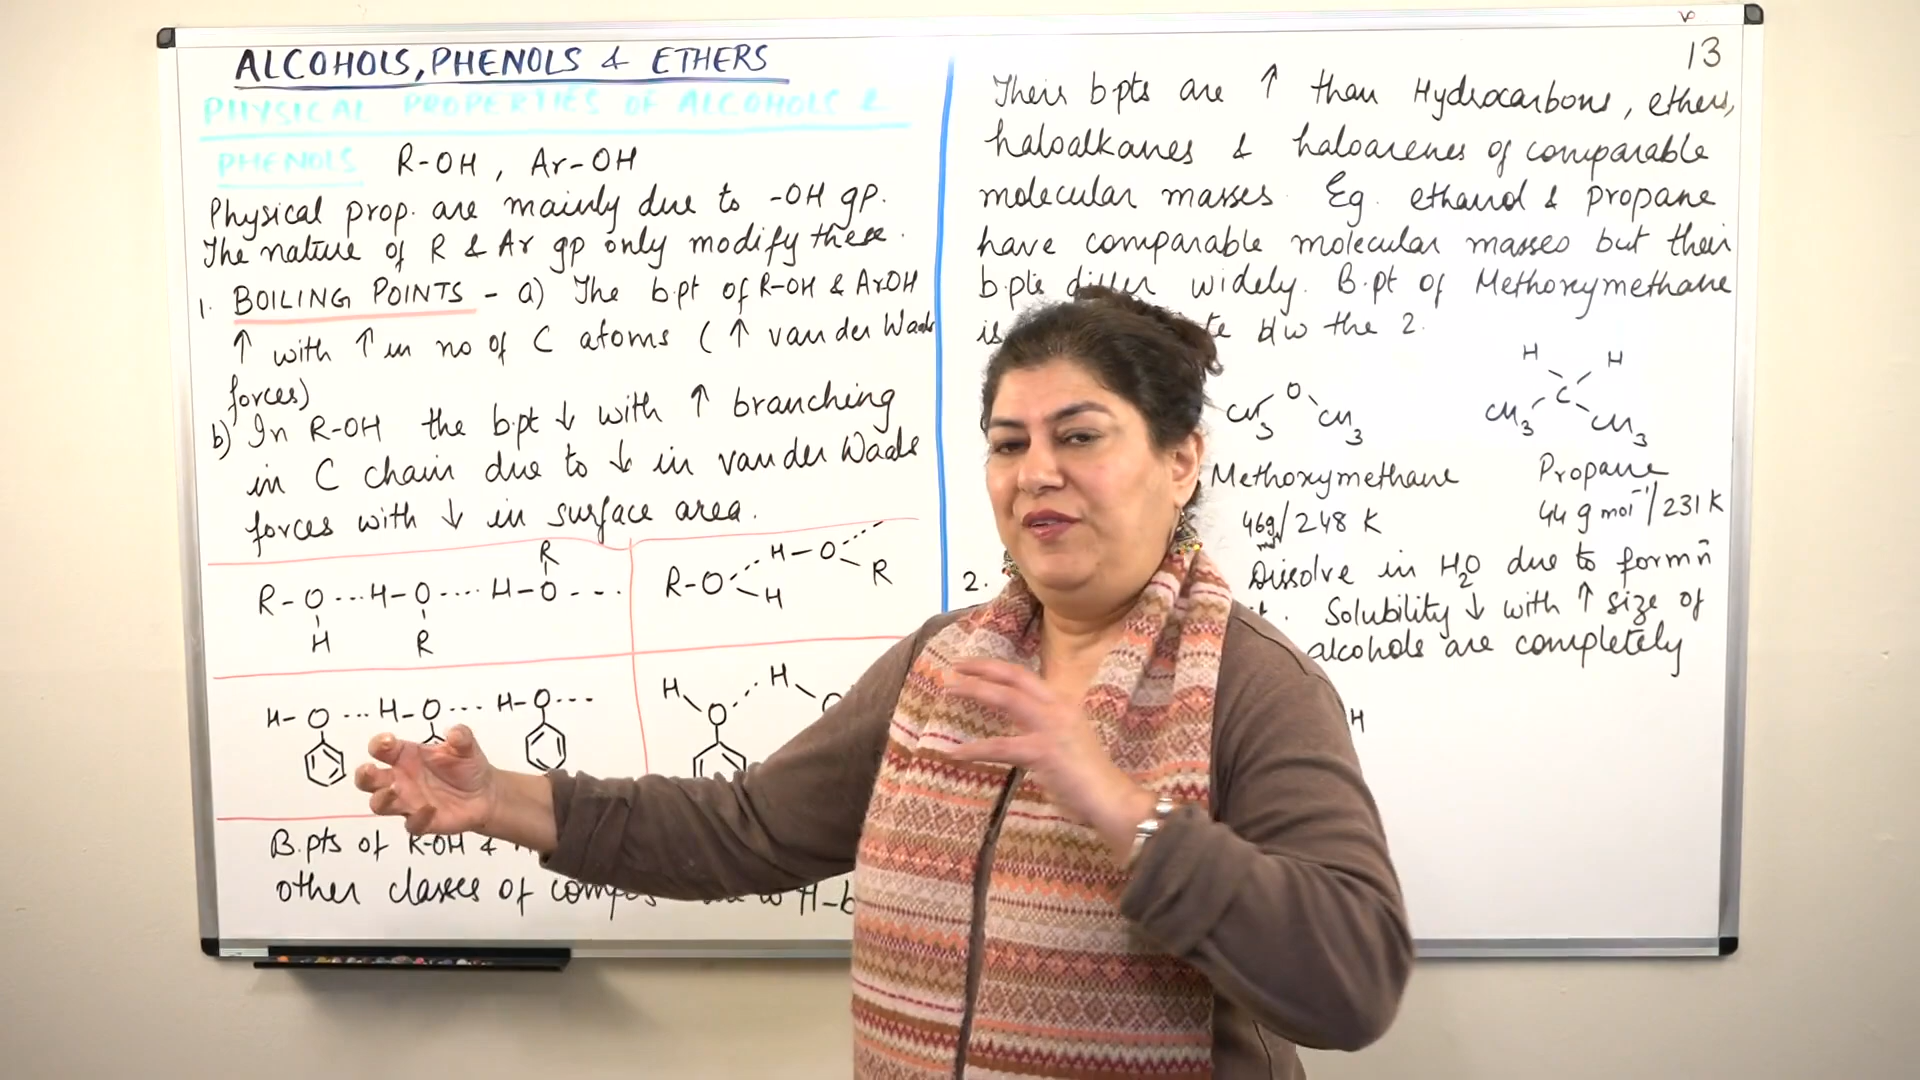 ALCOHOLS, PHENOLS & ETHERS
PHYSICAL PROPERTIES OF ALCOHOLS &
PHENOLS R-OH, Ar-OH
Physical prop. are mainly due to -OH gp.
The nature of R & Ar gp only modify these.
1. BOILING POINTS - a) The b.pt of R-OH & ArOH
↑ with ↑ in no of C atoms (↑ van der Waals
forces)
b) In R-OH the b.pt ↓ with ↑ branching
in C chain due to ↓ in van der Waals
forces with ↓ in surface area.
R
R-O...H-O....H-O---.
H R
H-O
R-O
H R
H-O...H-O...H-O...
H O H O
B.pts of R-OH &
other classes of H-b
13
Their b pts are ↑ than Hydrocarbons, ethers,
haloalkanes & haloarenes of comparable
molecular masses. Eg. ethanol & propane
have comparable molecular masses but their
b.pts differ widely. B.pt of Methoxymethane
is b/w the 2.
O
CH3 CH3
H H
C
CH3 CH3
Methoxymethane Propane
46g/mol/248 K 44 g mol⁻¹/231 K
2. Dissolve in H2O due to formn
Solubility ↓ with ↑ size of
alcohols are completely
H